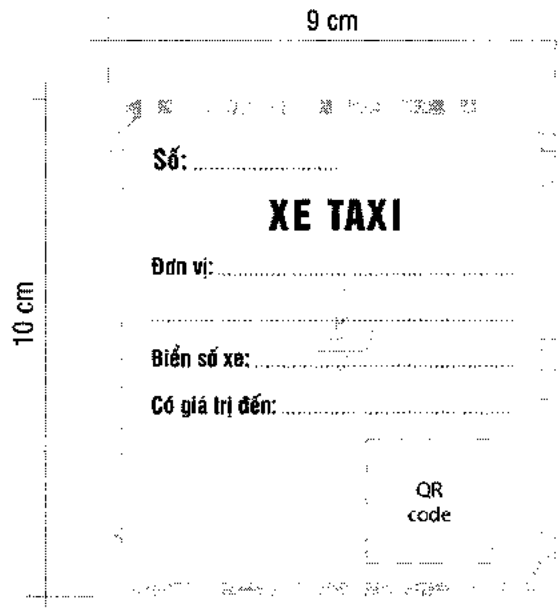 9 cm
10 cm
Số:
XE TAXI
Đơn vị:
Biển số xe:
Có giá trị đến:
QR
code